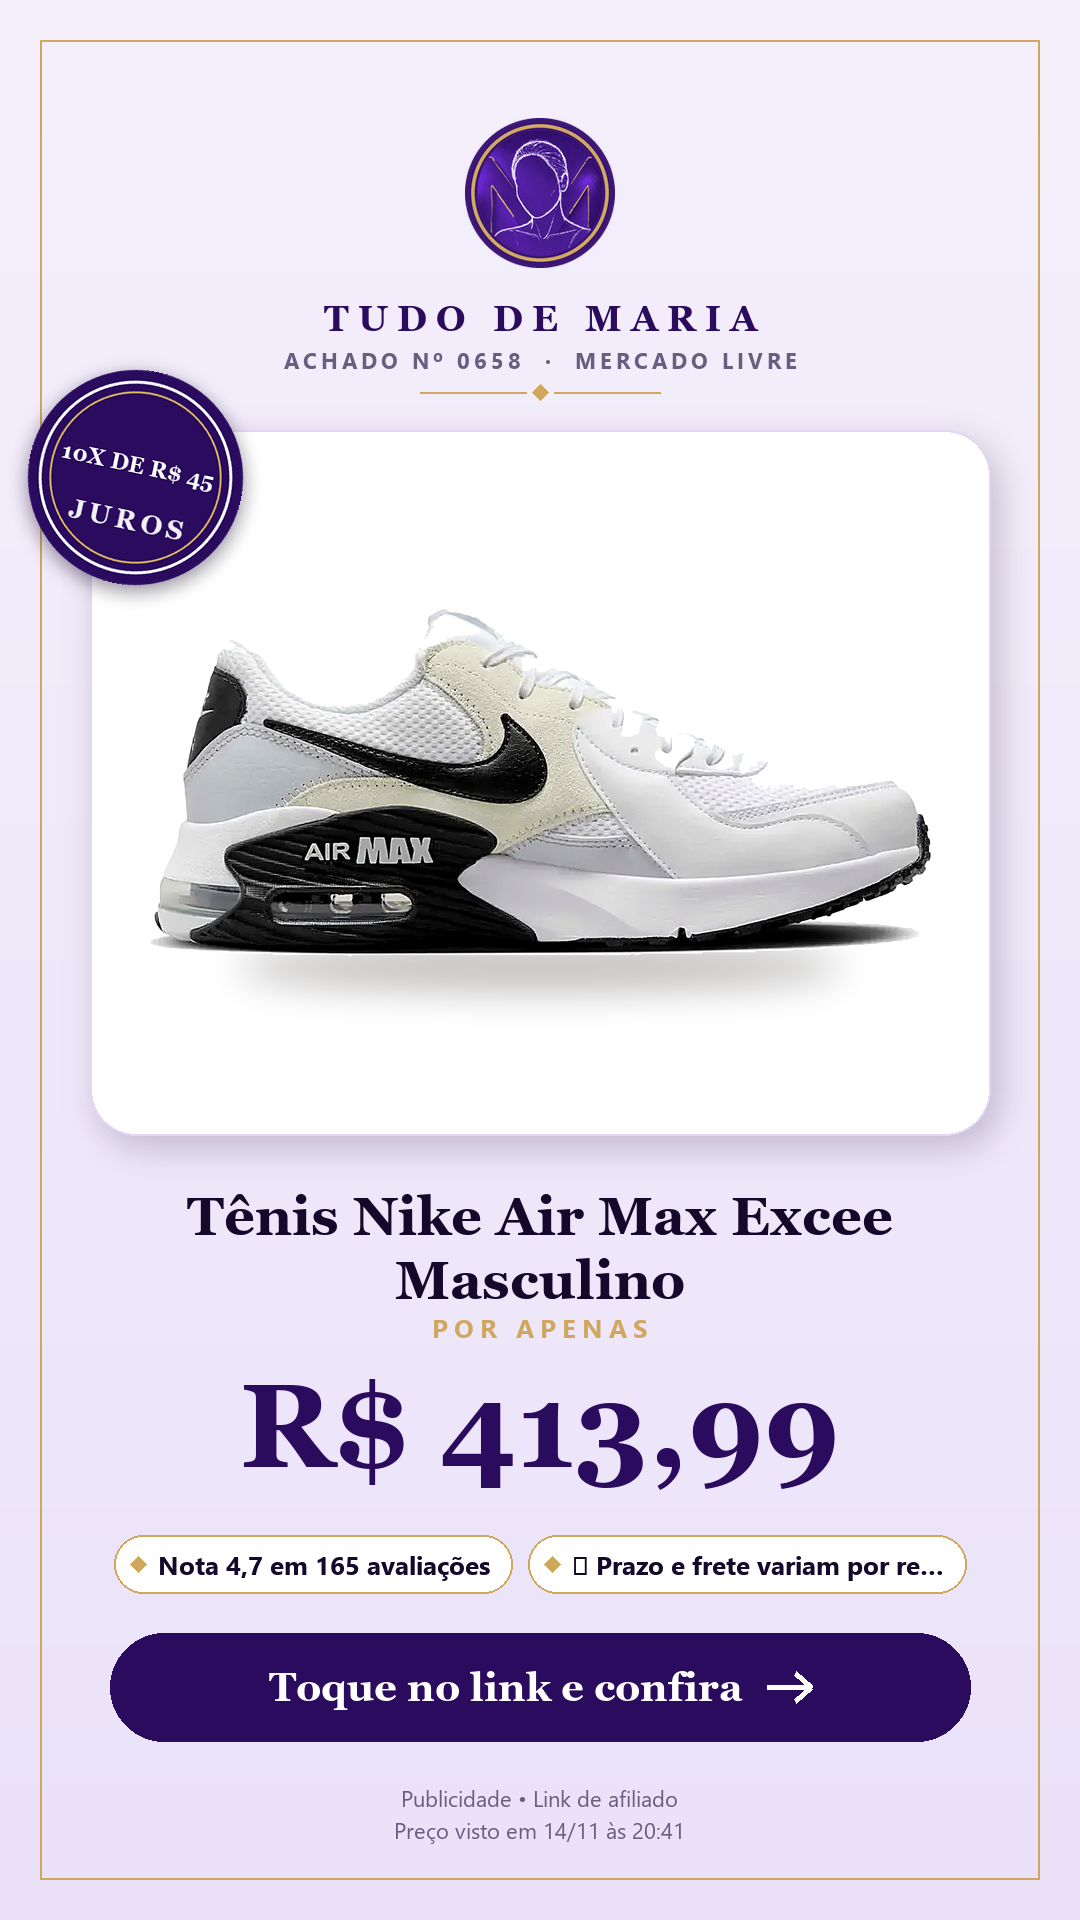 TUDO DE MARIA
ACHADO Nº 0658 · MERCADO LIVRE
10X DE R$ 45
JUROS
AIR MAX
Tênis Nike Air Max Excee
Masculino
POR APENAS
R$ 413,99
Nota 4,7 em 165 avaliações
Prazo e frete variam por re...
Toque no link e confira →
Publicidade • Link de afiliado
Preço visto em 14/11 às 20:41